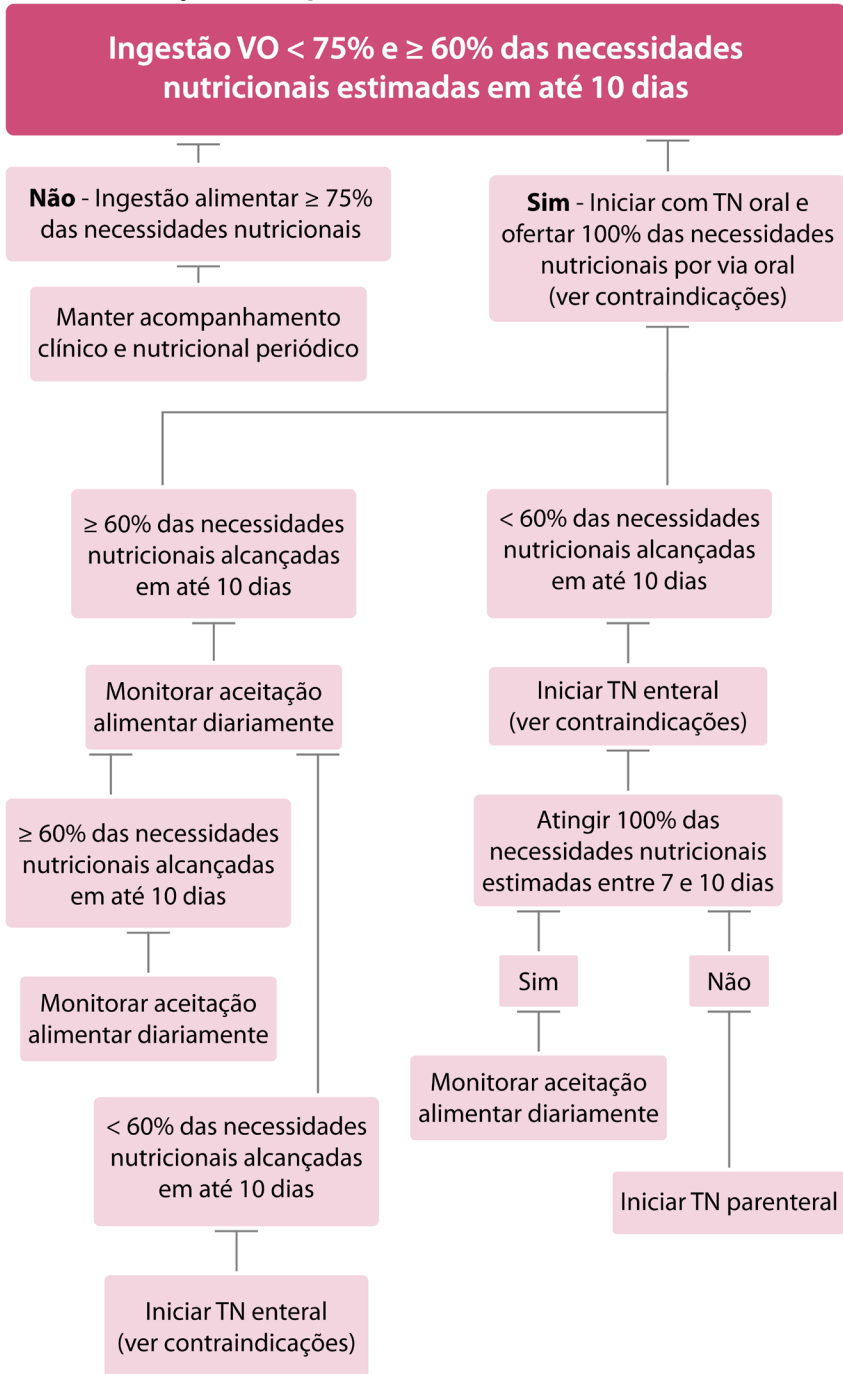 Ingestão VO < 75% e ≥ 60% das necessidades
nutricionais estimadas em até 10 dias
Não - Ingestão alimentar ≥ 75%
das necessidades nutricionais
Manter acompanhamento
clínico e nutricional periódico
Sim - Iniciar com TN oral e
ofertar 100% das necessidades
nutricionais por via oral
(ver contraindicações)
≥ 60% das necessidades
nutricionais alcançadas
em até 10 dias
Monitorar aceitação
alimentar diariamente
≥ 60% das necessidades
nutricionais alcançadas
em até 10 dias
Monitorar aceitação
alimentar diariamente
< 60% das necessidades
nutricionais alcançadas
em até 10 dias
Iniciar TN enteral
(ver contraindicações)
< 60% das necessidades
nutricionais alcançadas
em até 10 dias
Iniciar TN enteral
(ver contraindicações)
Atingir 100% das
necessidades nutricionais
estimadas entre 7 e 10 dias
Sim
Monitorar aceitação
alimentar diariamente
Não
Iniciar TN parenteral